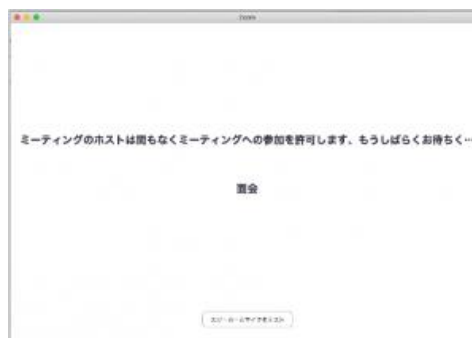 zoom
ミーティングのホストは間もなくミーティングへの参加を許可します、もうしばらくお待ちく…
面会